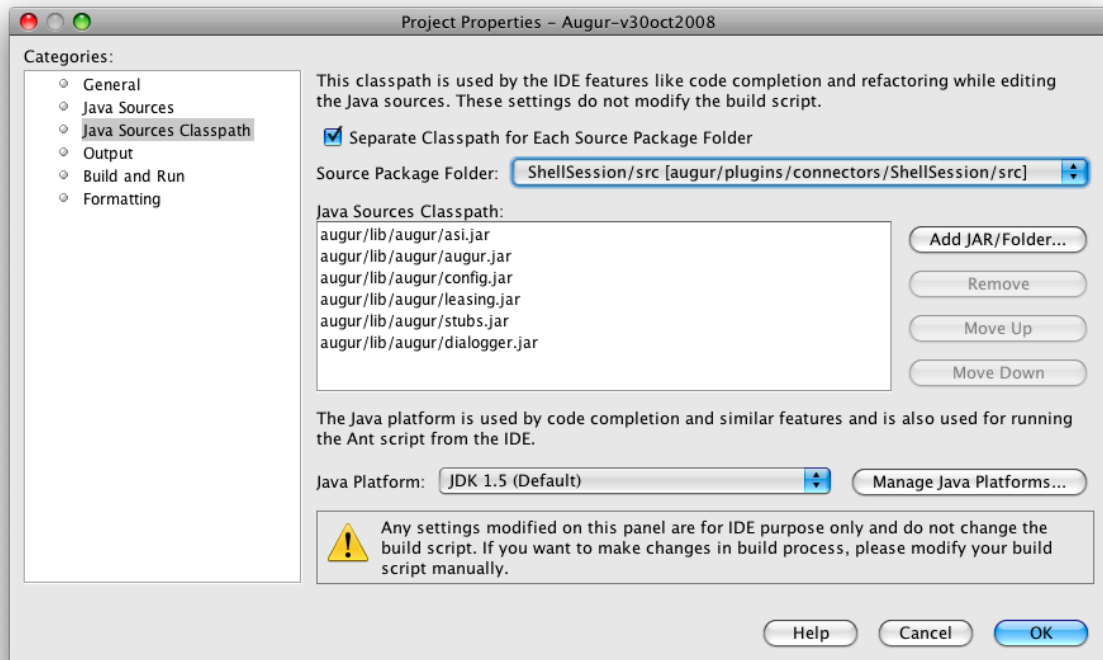 Project Properties – Augur-v30oct2008
Categories:
General
Java Sources
Java Sources Classpath
Output
Build and Run
Formatting
This classpath is used by the IDE features like code completion and refactoring while editing
the Java sources. These settings do not modify the build script.
Separate Classpath for Each Source Package Folder
Source Package Folder: ShellSession/src [augur/plugins/connectors/ShellSession/src]
Java Sources Classpath:
augur/lib/augur/asi.jar
augur/lib/augur/augur.jar
augur/lib/augur/config.jar
augur/lib/augur/leasing.jar
augur/lib/augur/stubs.jar
augur/lib/augur/dialogger.jar
Add JAR/Folder...
Remove
Move Up
Move Down
The Java platform is used by code completion and similar features and is also used for running
the Ant script from the IDE.
Java Platform: JDK 1.5 (Default) Manage Java Platforms...
Any settings modified on this panel are for IDE purpose only and do not change the
build script. If you want to make changes in build process, please modify your build
script manually.
Help Cancel OK